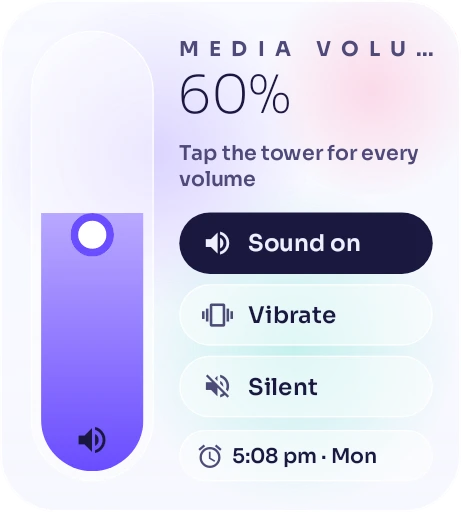 MEDIA VOLU…
60%
Tap the tower for every
volume
Sound on
Vibrate
Silent
5:08 pm · Mon